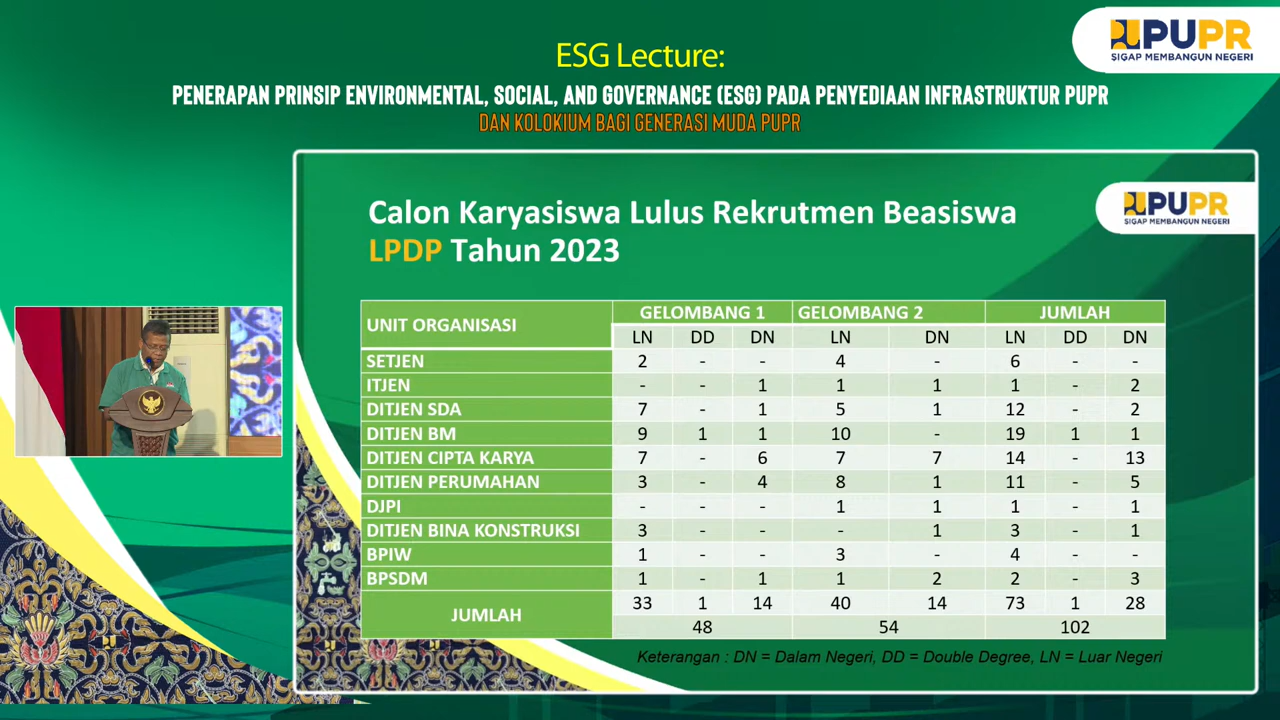 PUPR
SIGAP MEMBANGUN NEGERI
ESG Lecture:
PENERAPAN PRINSIP ENVIRONMENTAL, SOCIAL, AND GOVERNANCE (ESG) PADA PENYEDIAAN INFRASTRUKTUR PUPR
DAN KOLOKIUM BAGI GENERASI MUDA PUPR
PUPR
SIGAP MEMBANGUN NEGERI
Calon Karyasiswa Lulus Rekrutmen Beasiswa
LPDP Tahun 2023
UNIT ORGANISASI GELOMBANG 1 GELOMBANG 2 JUMLAH
LN DD DN LN DN LN DD DN
SETJEN 2 - - 4 - 6 - -
ITJEN - - 1 1 1 1 - 2
DITJEN SDA 7 - 1 5 1 12 - 2
DITJEN BM 9 1 1 10 - 19 1 1
DITJEN CIPTA KARYA 7 - 6 7 7 14 - 13
DITJEN PERUMAHAN 3 - 4 8 1 11 - 5
DJPI - - - 1 1 1 - 1
DITJEN BINA KONSTRUKSI 3 - - - 1 3 - 1
BPIW 1 - - 3 - 4 - -
BPSDM 1 - 1 1 2 2 - 3
JUMLAH 33 1 14 40 14 73 1 28
48 54 102
Keterangan : DN = Dalam Negeri, DD = Double Degree, LN = Luar Negeri